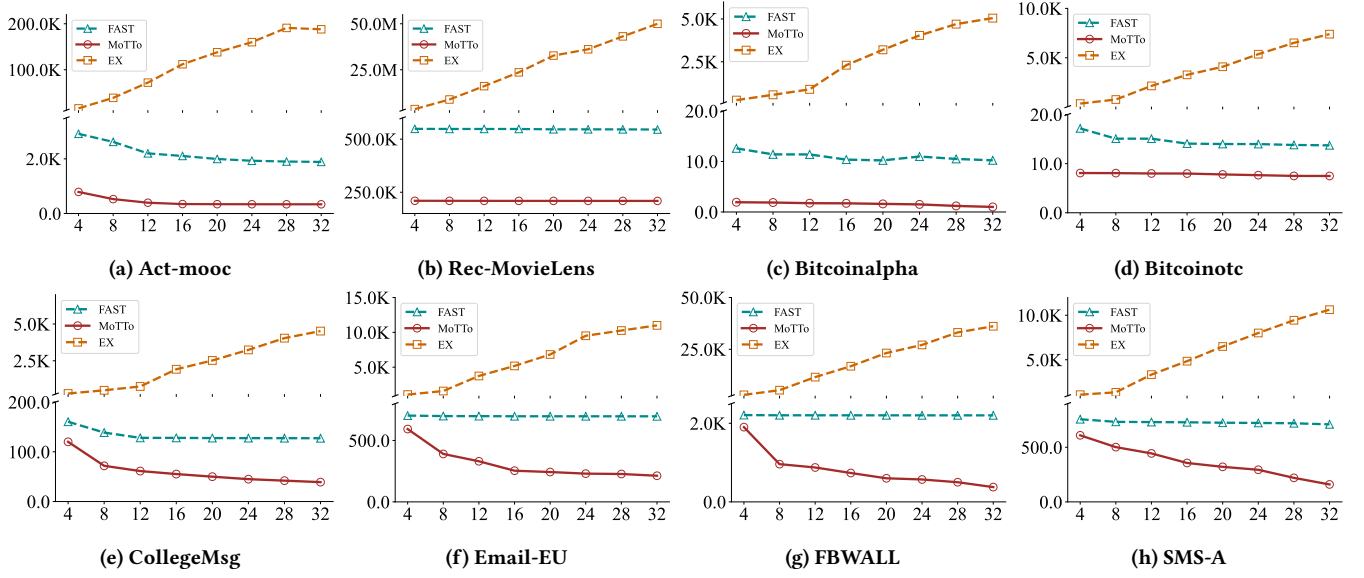 200.0K
100.0K
2.0K
0.0
FAST
MoTTo
EX
4 8 12 16 20 24 28 32
(a) Act-mooc
50.0M
25.0M
500.0K
250.0K
FAST
MoTTo
EX
4 8 12 16 20 24 28 32
(b) Rec-MovieLens
5.0K
2.5K
20.0
10.0
0.0
FAST
MoTTo
EX
4 8 12 16 20 24 28 32
(c) Bitcoinalpha
10.0K
5.0K
20.0
10.0
0.0
FAST
MoTTo
EX
4 8 12 16 20 24 28 32
(d) Bitcoinotc
5.0K
2.5K
200.0
100.0
0.0
FAST
MoTTo
EX
4 8 12 16 20 24 28 32
(e) CollegeMsg
15.0K
10.0K
5.0K
500.0
0.0
FAST
MoTTo
EX
4 8 12 16 20 24 28 32
(f) Email-EU
50.0K
25.0K
2.0K
0.0
FAST
MoTTo
EX
4 8 12 16 20 24 28 32
(g) FBWALL
10.0K
5.0K
500.0
0.0
FAST
MoTTo
EX
4 8 12 16 20 24 28 32
(h) SMS-A